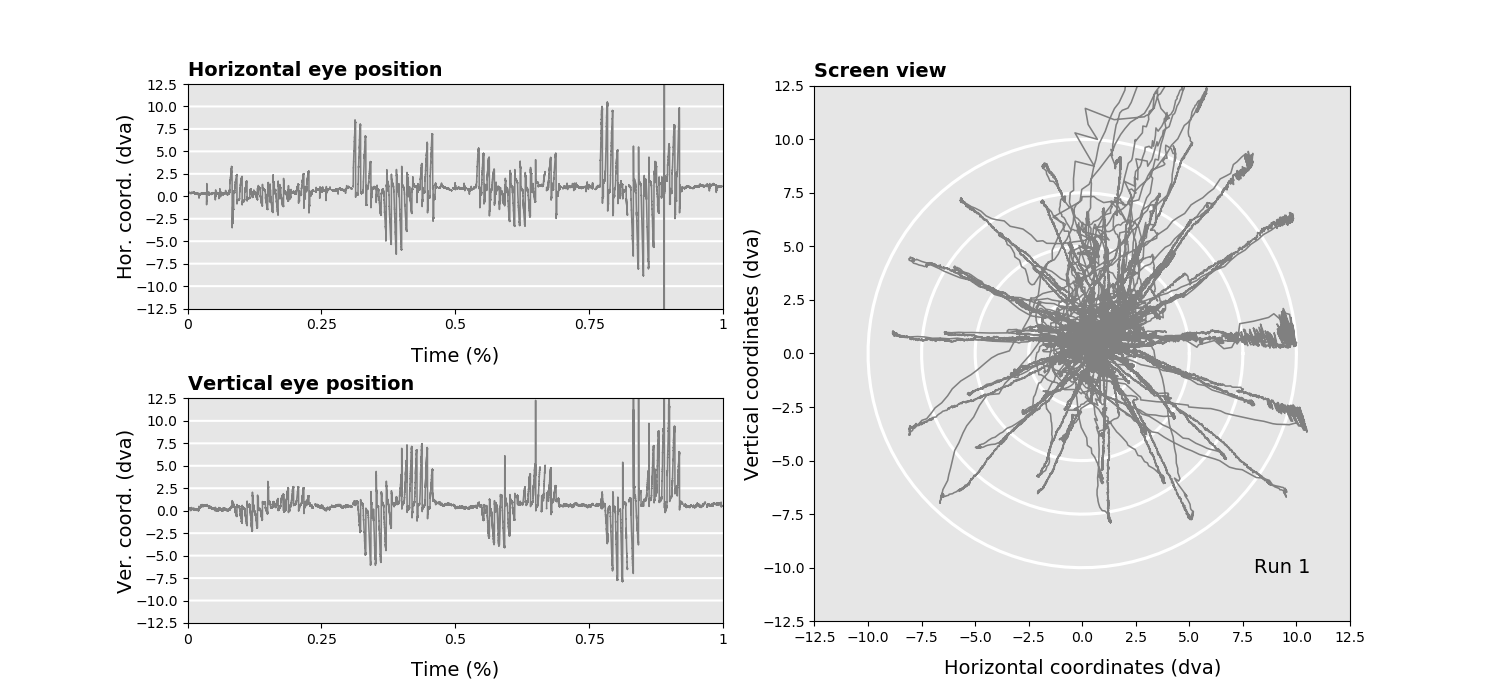 Horizontal eye position
12.5
10.0
7.5
5.0
2.5
0.0
−2.5
−5.0
−7.5
−10.0
−12.5
Hor. coord. (dva)
0 0.25 0.5 0.75 1
Time (%)
Vertical eye position
12.5
10.0
7.5
5.0
2.5
0.0
−2.5
−5.0
−7.5
−10.0
−12.5
Ver. coord. (dva)
0 0.25 0.5 0.75 1
Time (%)
Screen view
12.5
10.0
7.5
5.0
2.5
0.0
−2.5
−5.0
−7.5
−10.0
−12.5
Vertical coordinates (dva)
Run 1
−12.5 −10.0 −7.5 −5.0 −2.5 0.0 2.5 5.0 7.5 10.0 12.5
Horizontal coordinates (dva)